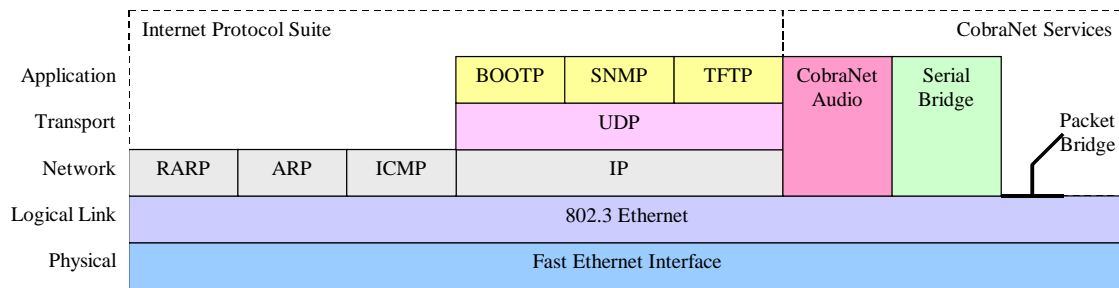 Internet Protocol Suite
CobraNet Services
Application
BOOTP
SNMP
TFTP
CobraNet
Audio
Serial
Bridge
Transport
UDP
Packet
Bridge
Network
RARP
ARP
ICMP
IP
Logical Link
802.3 Ethernet
Physical
Fast Ethernet Interface